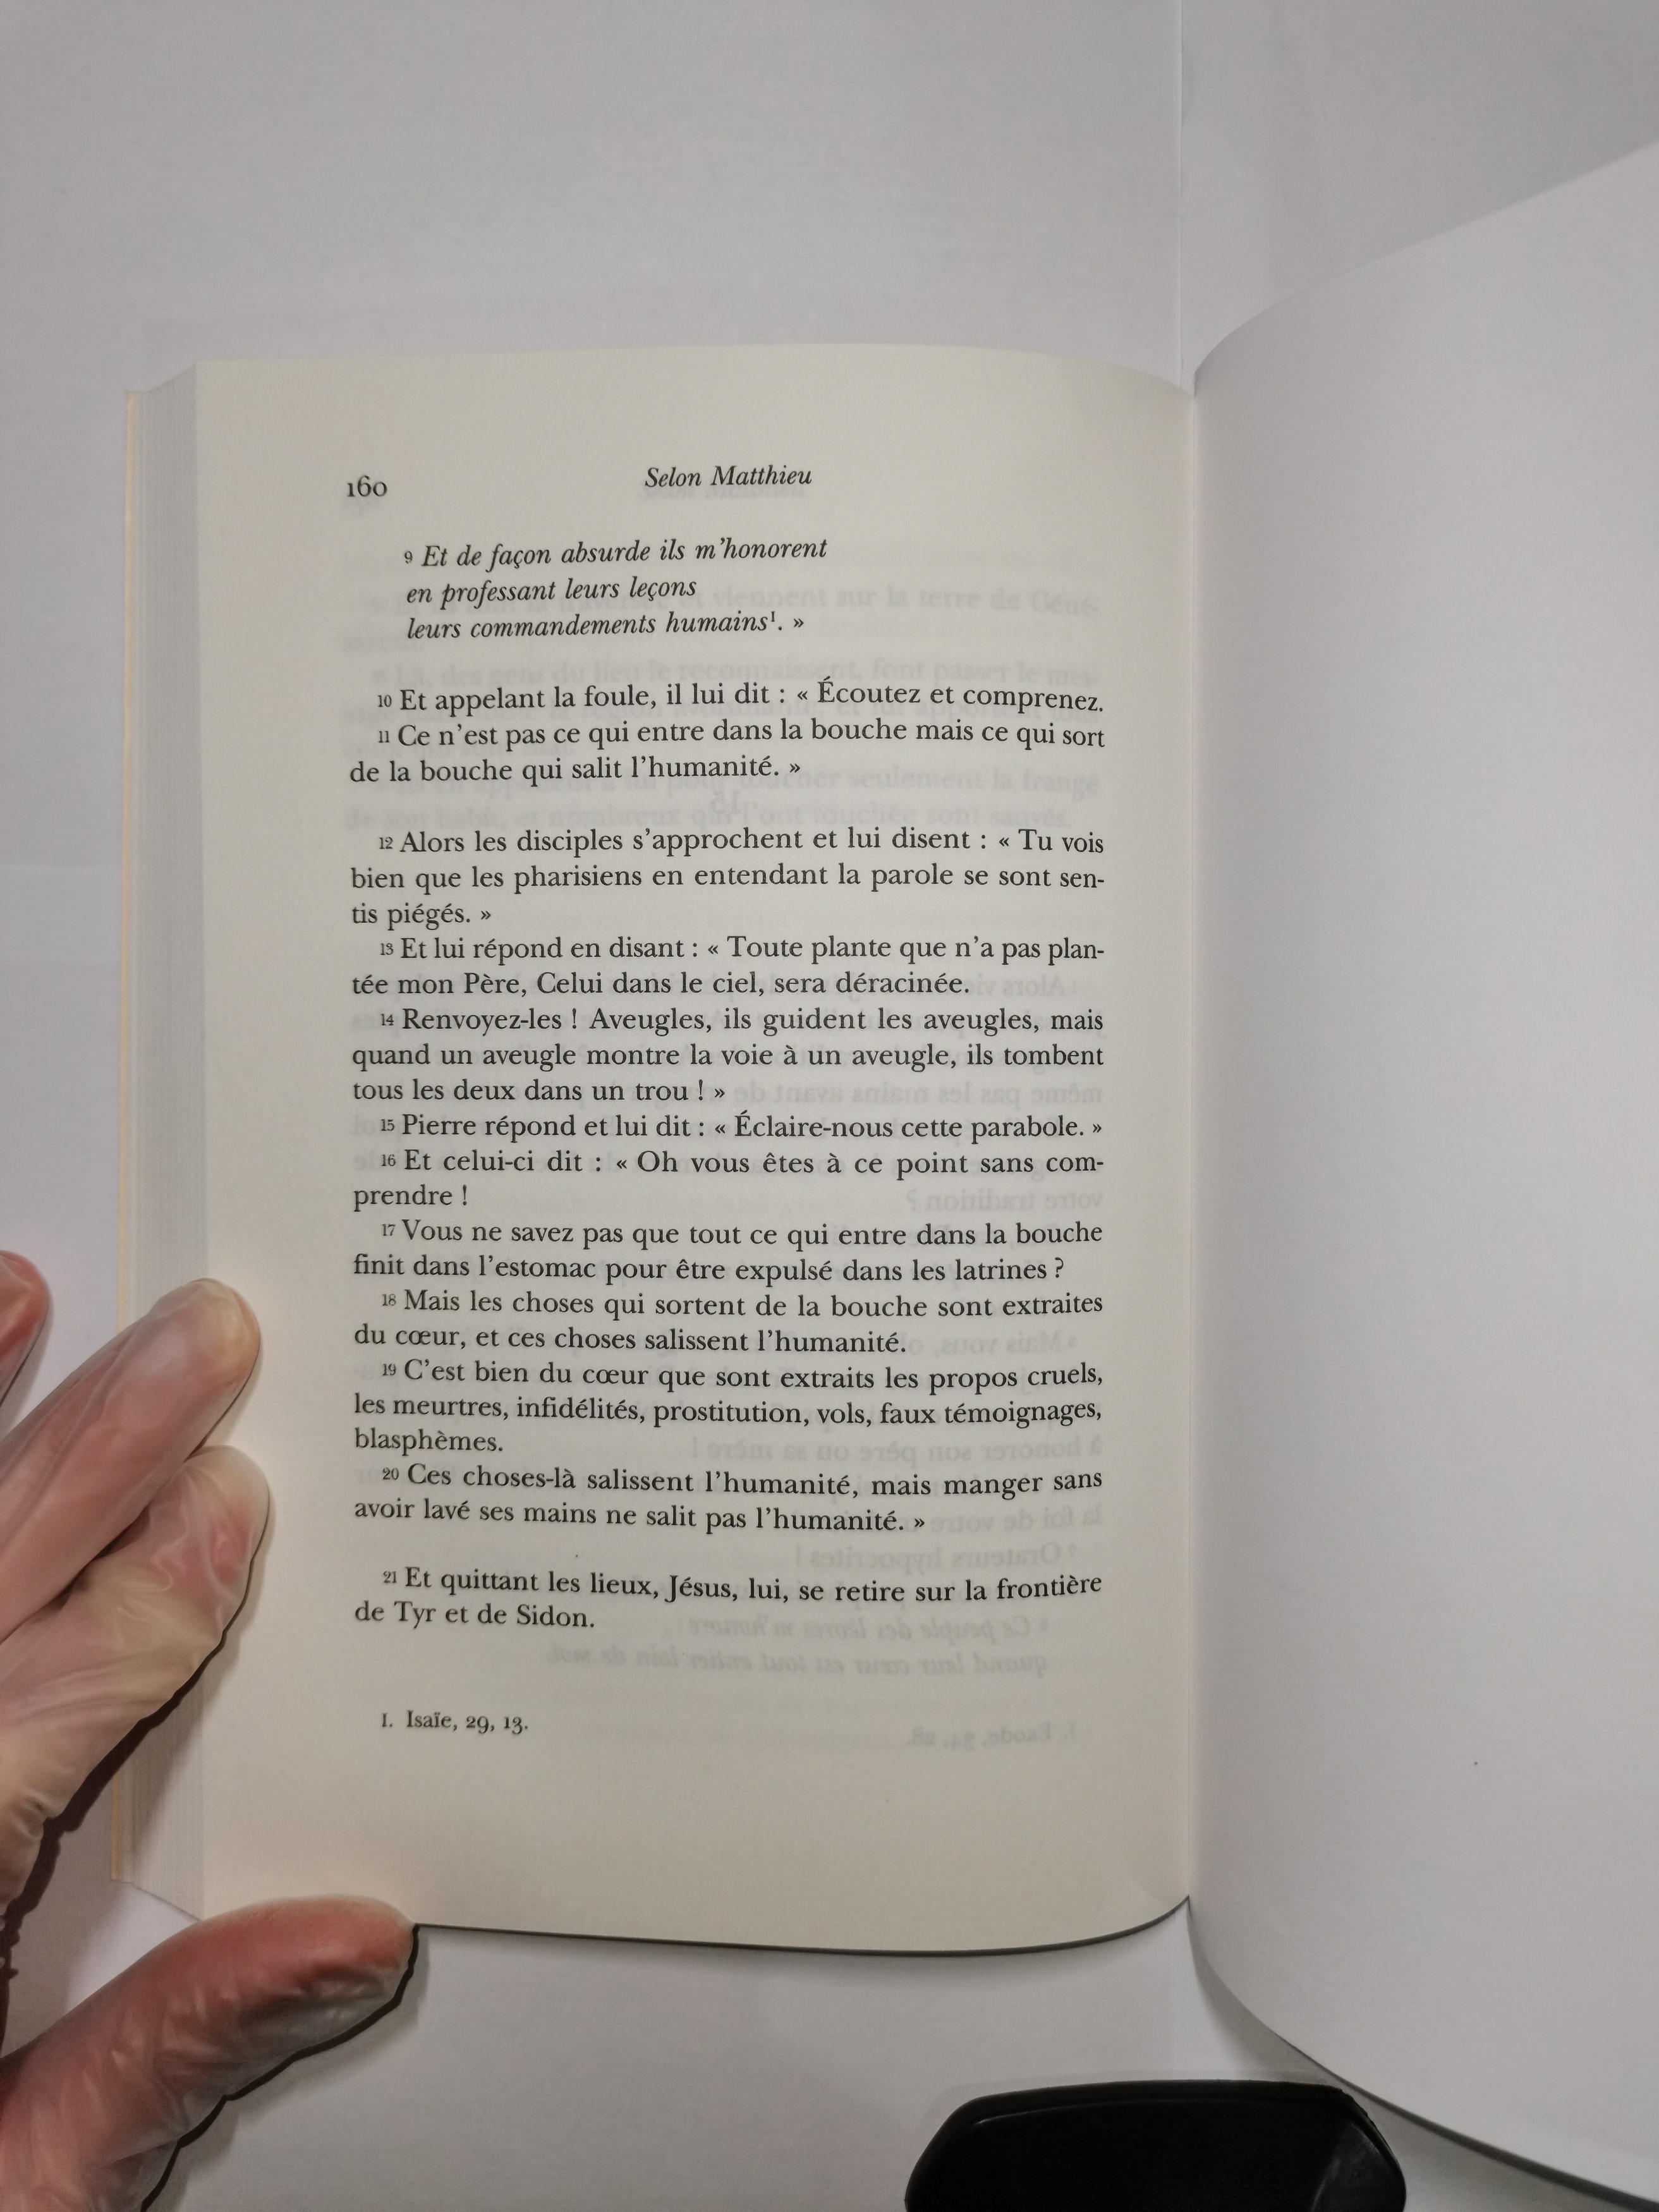 160
Selon Matthieu
9 Et de façon absurde ils m’honorent
en professant leurs leçons
leurs commandements humains¹. »
10 Et appelant la foule, il lui dit : « Écoutez et comprenez.
11 Ce n’est pas ce qui entre dans la bouche mais ce qui sort
de la bouche qui salit l’humanité. »
12 Alors les disciples s’approchent et lui disent : « Tu vois
bien que les pharisiens en entendant la parole se sont sen-
tis piégés. »
13 Et lui répond en disant : « Toute plante que n’a pas plan-
tée mon Père, Celui dans le ciel, sera déracinée.
14 Renvoyez-les ! Aveugles, ils guident les aveugles, mais
quand un aveugle montre la voie à un aveugle, ils tombent
tous les deux dans un trou ! »
15 Pierre répond et lui dit : « Éclaire-nous cette parabole. »
16 Et celui-ci dit : « Oh vous êtes à ce point sans com-
prendre !
17 Vous ne savez pas que tout ce qui entre dans la bouche
finit dans l’estomac pour être expulsé dans les latrines ?
18 Mais les choses qui sortent de la bouche sont extraites
du cœur, et ces choses salissent l’humanité.
19 C’est bien du cœur que sont extraits les propos cruels,
les meurtres, infidélités, prostitution, vols, faux témoignages,
blasphèmes.
20 Ces choses-là salissent l’humanité, mais manger sans
avoir lavé ses mains ne salit pas l’humanité. »
21 Et quittant les lieux, Jésus, lui, se retire sur la frontière
de Tyr et de Sidon.
1. Isaïe, 29, 13.